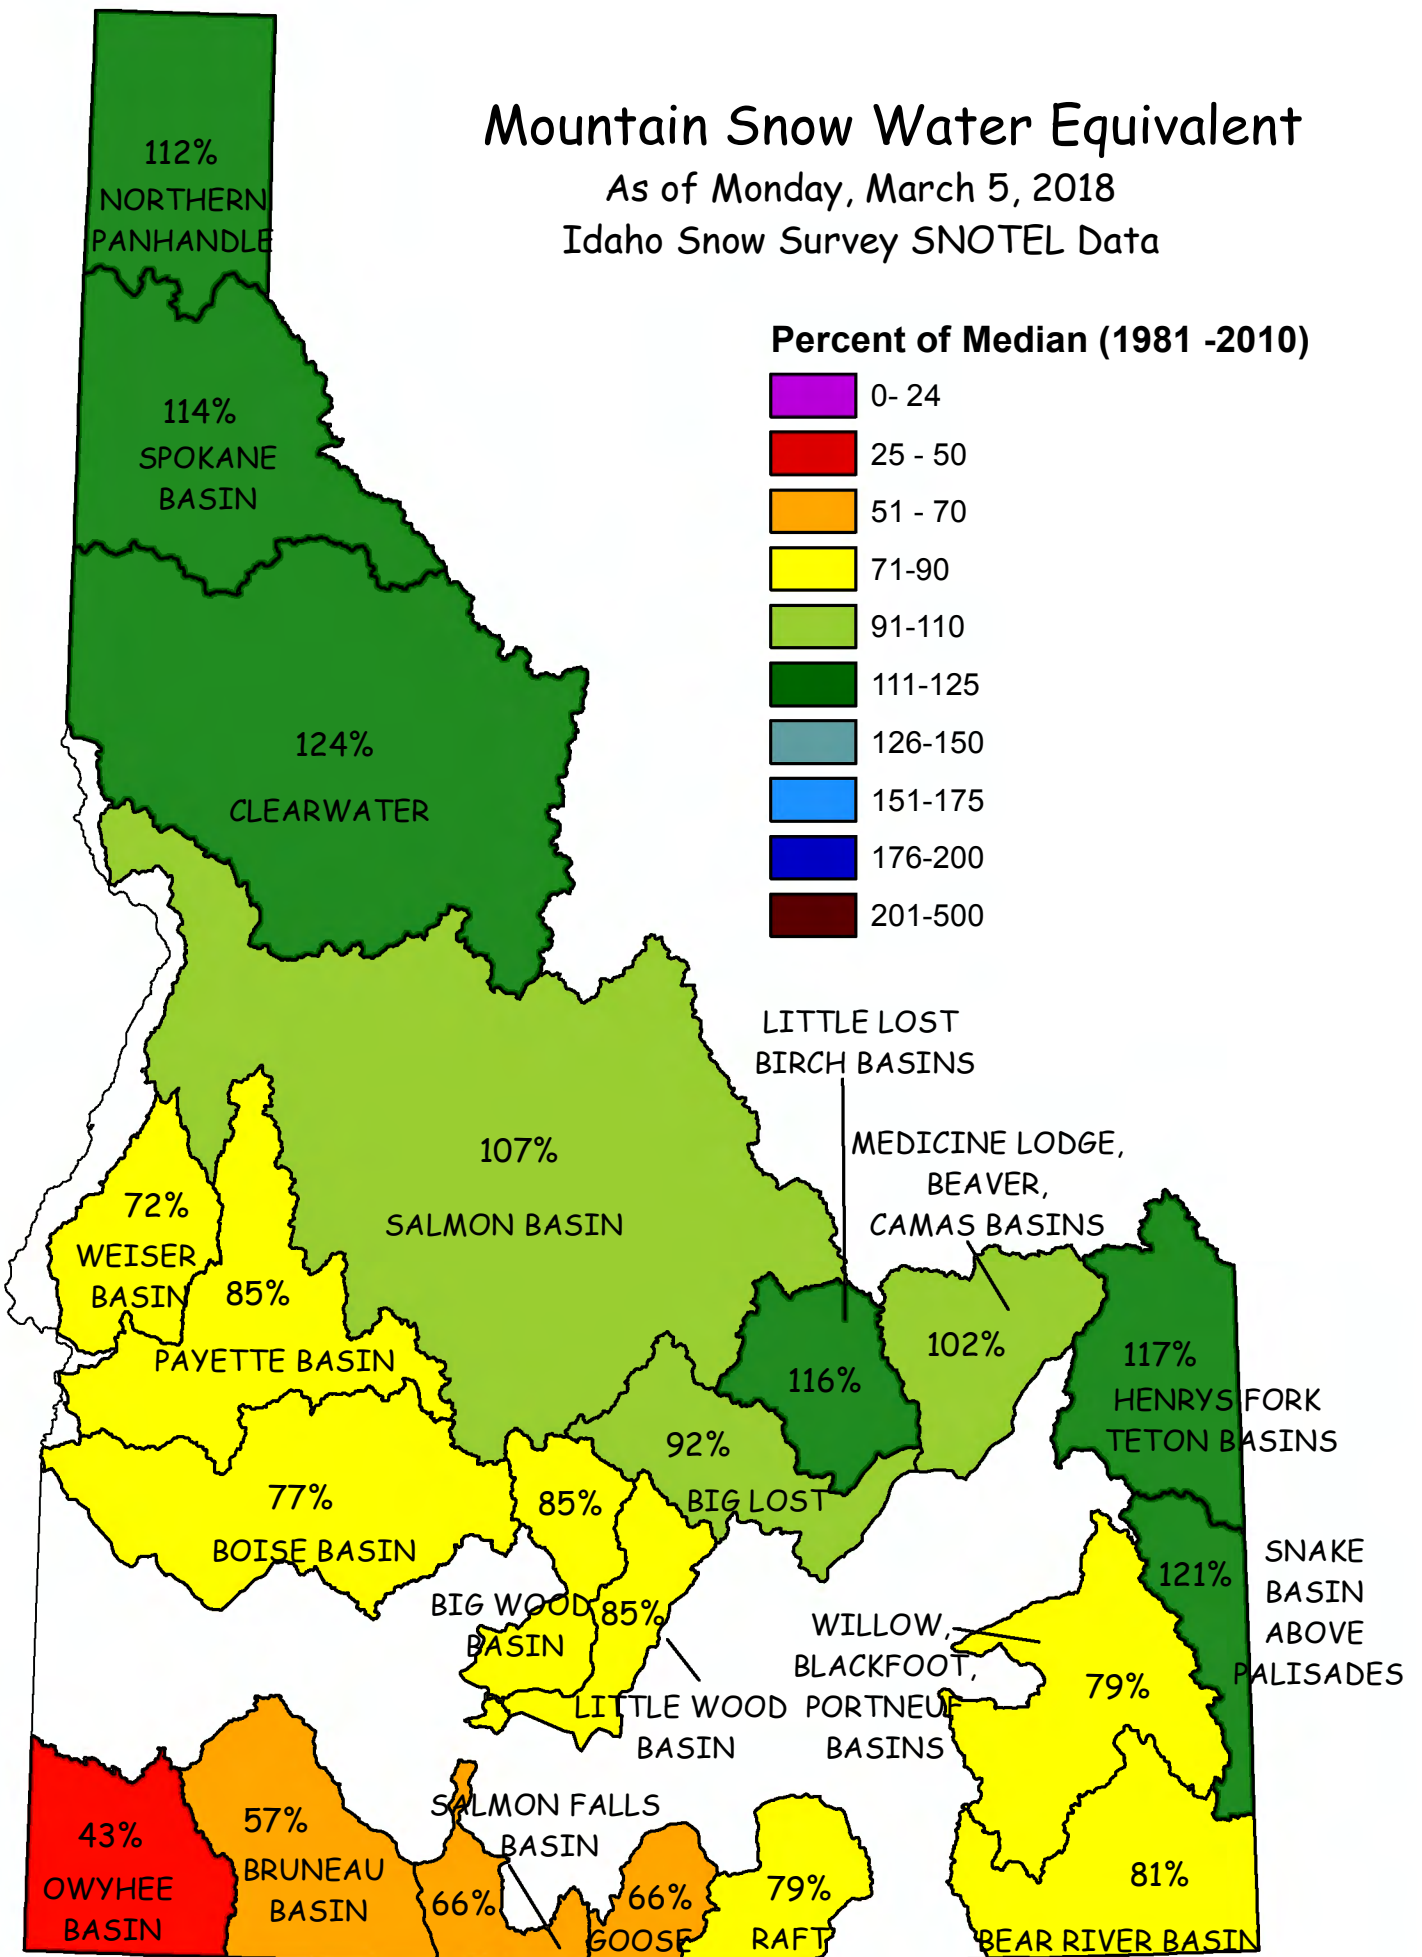 Mountain Snow Water Equivalent
As of Monday, March 5, 2018
Idaho Snow Survey SNOTEL Data
Percent of Median (1981 -2010)
0- 24
25 - 50
51 - 70
71-90
91-110
111-125
126-150
151-175
176-200
201-500
112%
NORTHERN
PANHANDLE
114%
SPOKANE
BASIN
124%
CLEARWATER
107%
SALMON BASIN
LITTLE LOST
BIRCH BASINS
116%
MEDICINE LODGE,
BEAVER,
CAMAS BASINS
102%
72%
WEISER
BASIN
85%
PAYETTE BASIN
117%
HENRYS FORK
TETON BASINS
92%
BIG LOST
77%
BOISE BASIN
85%
BIG WOOD
BASIN
85%
LITTLE WOOD
BASIN
121%
SNAKE
BASIN
ABOVE
PALISADES
WILLOW,
BLACKFOOT,
PORTNEUF
BASINS
79%
43%
OWYHEE
BASIN
57%
BRUNEAU
BASIN
SALMON FALLS
BASIN
66%
66%
GOOSE
79%
RAFT
81%
BEAR RIVER BASIN